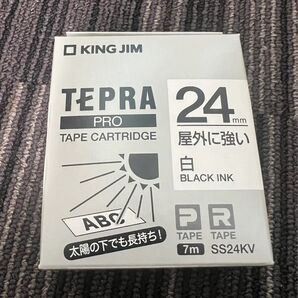 KING JIM
TEPRA
PRO
TAPE CARTRIDGE
24mm
屋外に強い
白
BLACK INK
ABC
太陽の下でも長持ち!
P R
TAPE TAPE
7m SS24KV